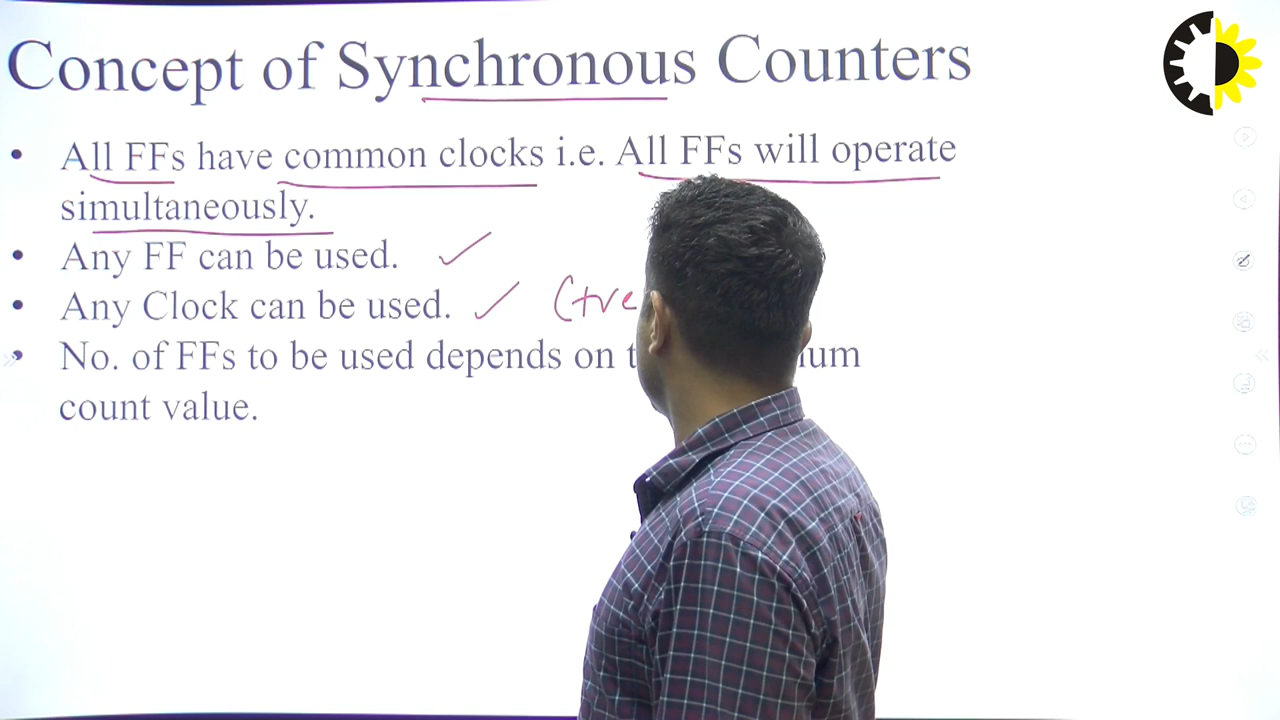 Concept of Synchronous Counters
• All FFs have common clocks i.e. All FFs will operate
simultaneously.
• Any FF can be used.
• Any Clock can be used. (+ve
• No. of FFs to be used depends on
count value.